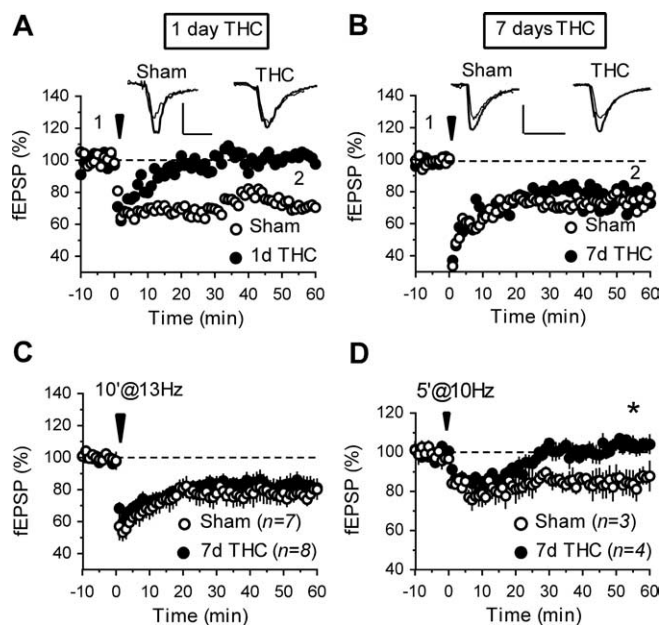 A
1 day THC
Sham
THC
fEPSP (%)
140
120
100
80
60
40
1
2
Sham
1d THC
-10 0 10 20 30 40 50 60
Time (min)
B
7 days THC
Sham
THC
fEPSP (%)
140
120
100
80
60
40
1
2
Sham
7d THC
-10 0 10 20 30 40 50 60
Time (min)
C
10'@13Hz
fEPSP (%)
140
120
100
80
60
40
Sham (n=7)
7d THC (n=8)
-10 0 10 20 30 40 50 60
Time (min)
D
5'@10Hz
*
fEPSP (%)
120
100
80
60
40
Sham (n=3)
7d THC (n=4)
-10 0 10 20 30 40 50 60
Time (min)